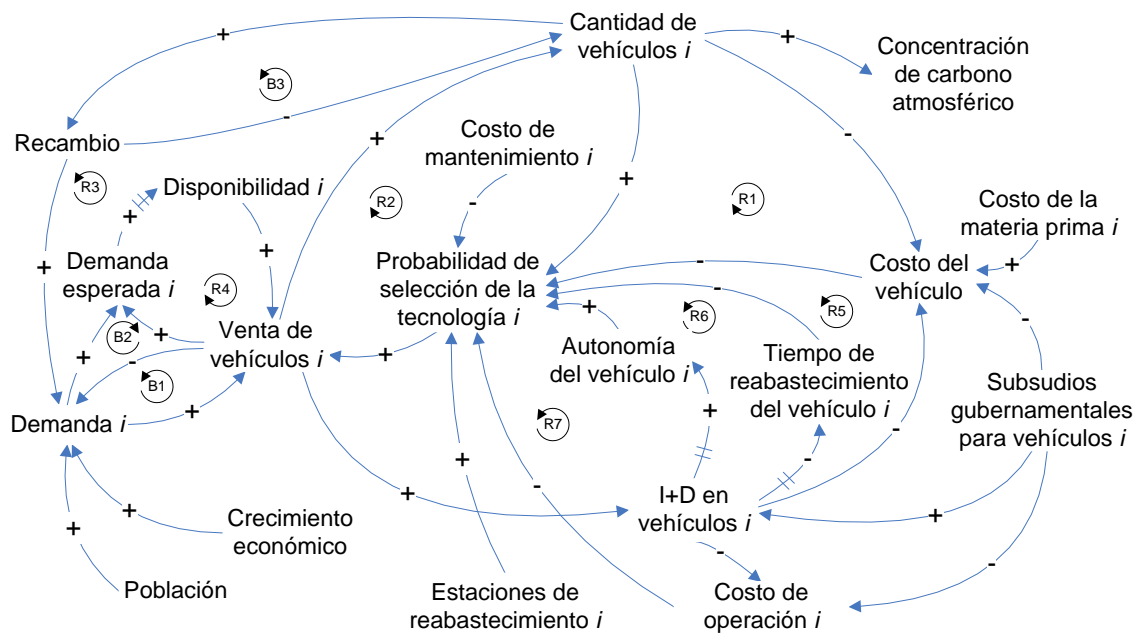 Cantidad de
vehículos i
+
+
Concentración
de carbono
atmosférico
B3
-
-
Recambio
+
Costo de
mantenimiento i
R3
Disponibilidad i
R2
+
R1
Costo de la
materia prima i
+
-
+
+
+
Demanda
esperada i
Probabilidad de
selección de la
tecnología i
-
-
Costo del
vehículo
-
R4
R6
R5
+
B2
+
Venta de
vehículos i
+
Autonomía
del vehículo i
Tiempo de
reabastecimiento
del vehículo i
Subsudios
gubernamentales
para vehículos i
+
-
B1
Demanda i
+
+
R7
-
+
-
+
-
I+D en
vehículos i
+
+
Crecimiento
económico
+
-
-
Población
Estaciones de
reabastecimiento i
Costo de
operación i